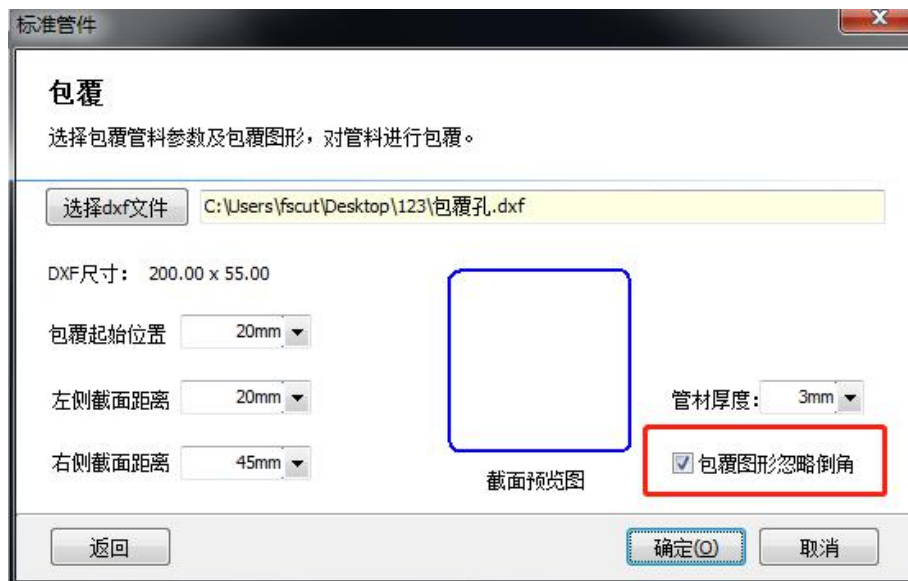 标准管件
包覆
选择包覆管料参数及包覆图形，对管料进行包覆。
选择dxf文件 C:\Users\fscut\Desktop\123\包覆孔.dxf
DXF尺寸： 200.00 x 55.00
包覆起始位置 20mm
左侧截面距离 20mm
管材厚度： 3mm
右侧截面距离 45mm
包覆图形忽略倒角
截面预览图
返回 确定(O) 取消